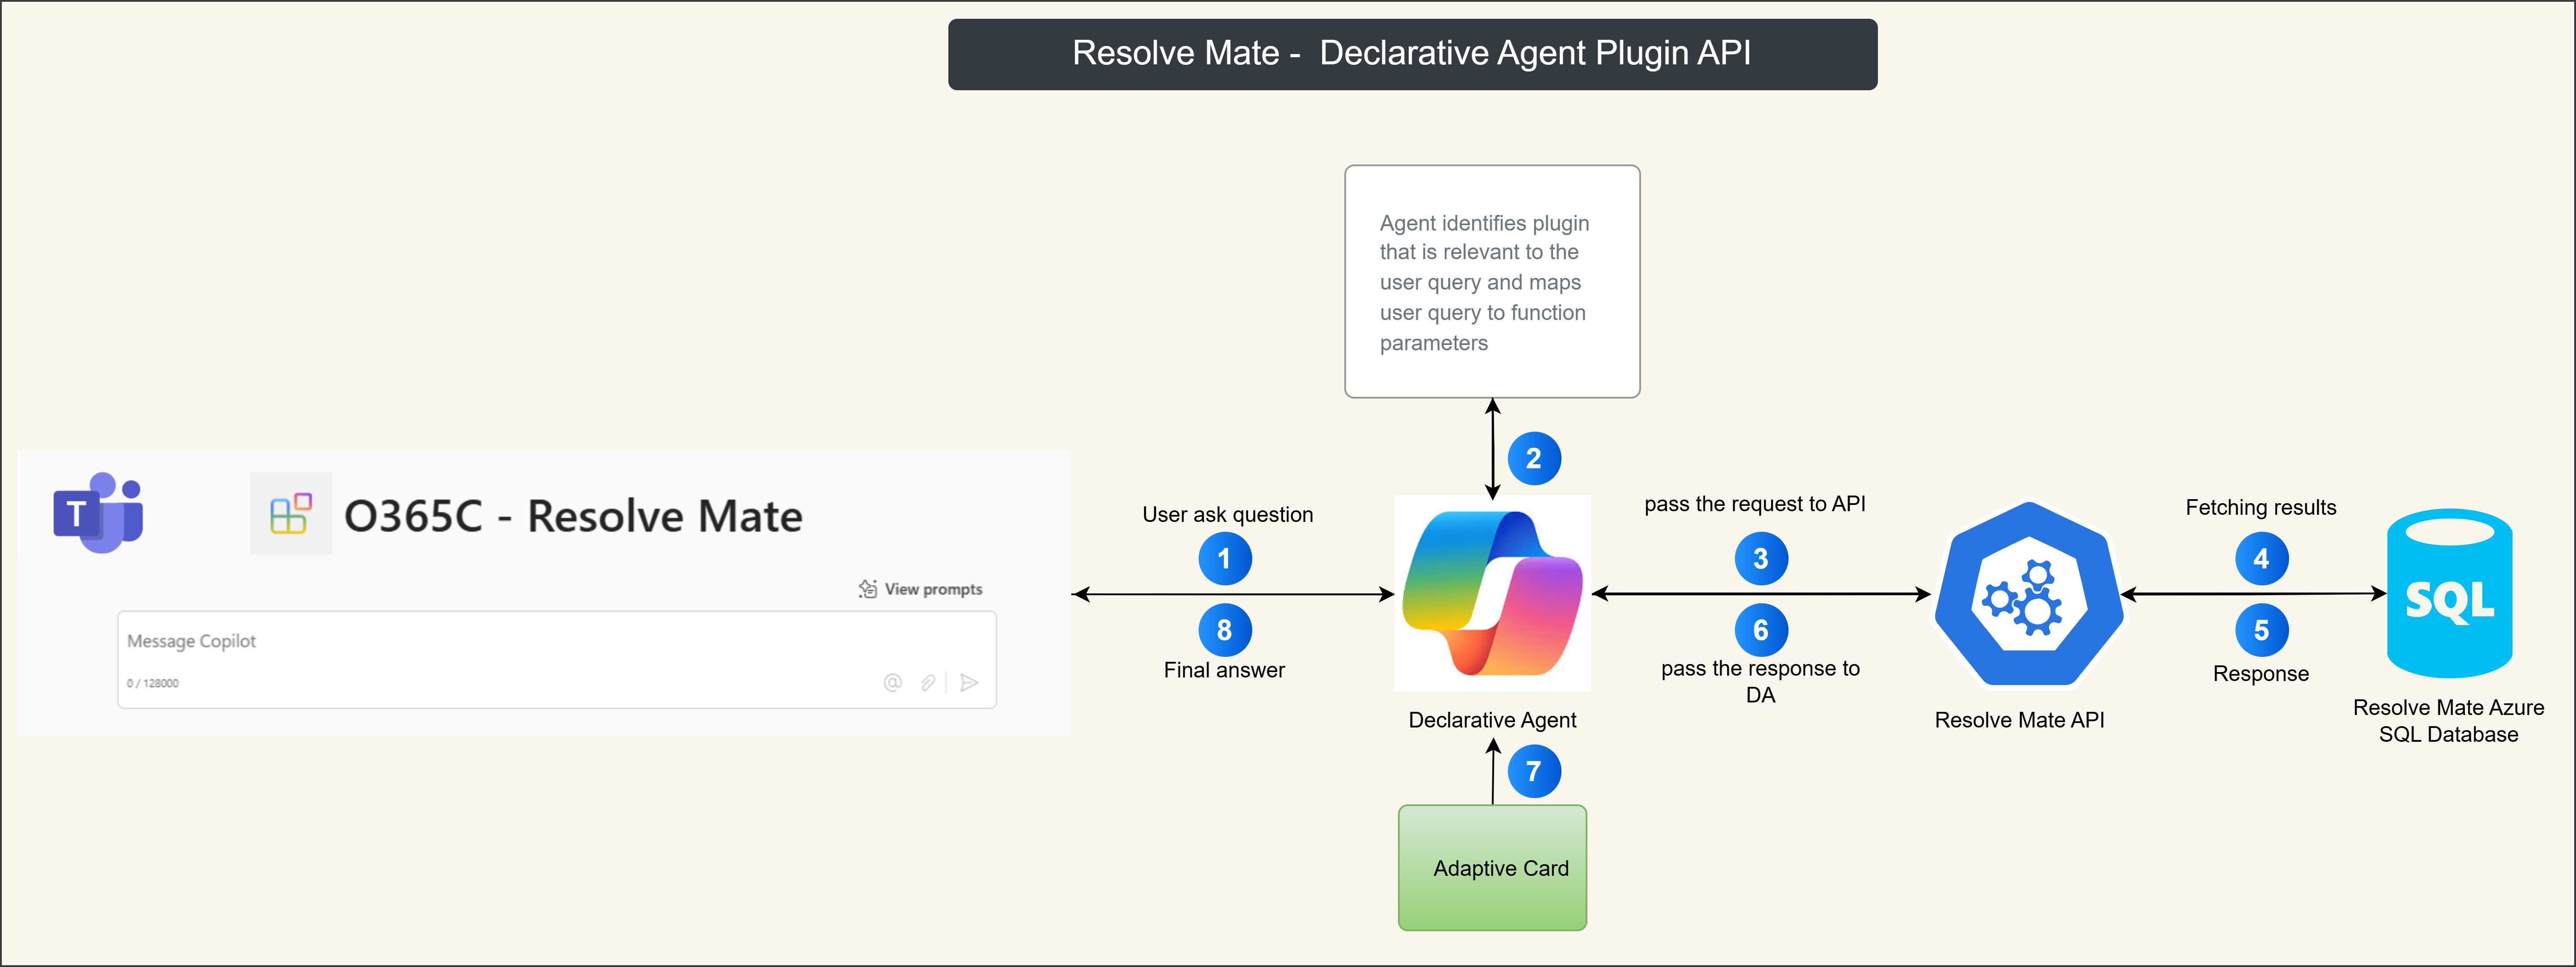 Resolve Mate - Declarative Agent Plugin API
Agent identifies plugin
that is relevant to the
user query and maps
user query to function
parameters
2
T
O365C - Resolve Mate
View prompts
Message Copilot
0 / 128000
User ask question
1
8
Final answer
Declarative Agent
7
Adaptive Card
pass the request to API
3
6
pass the response to
DA
Resolve Mate API
Fetching results
4
5
Response
SQL
Resolve Mate Azure
SQL Database